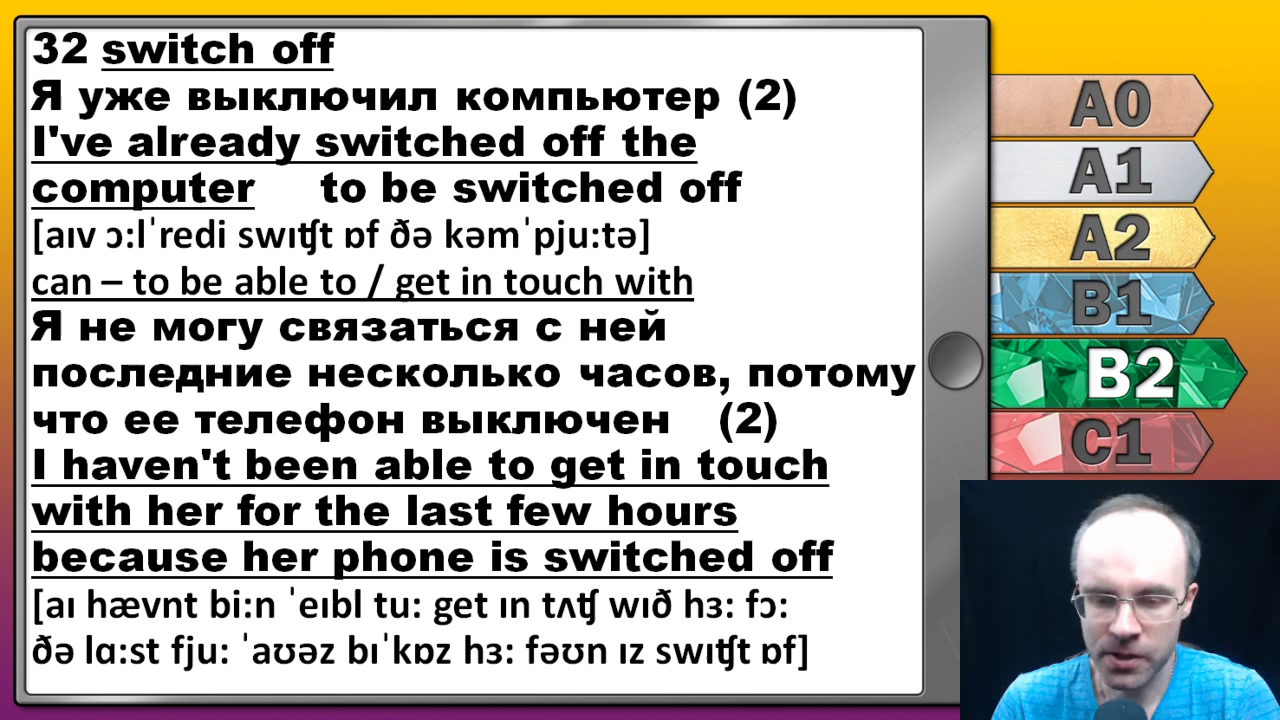 32 switch off
Я уже выключил компьютер (2)
I've already switched off the
computer to be switched off
[aɪv ɔ:lˈredi swɪʧt ɒf ðə kəmˈpju:tə]
can – to be able to / get in touch with
Я не могу связаться с ней
последние несколько часов, потому
что ее телефон выключен (2)
I haven't been able to get in touch
with her for the last few hours
because her phone is switched off
[aɪ hævnt bi:n ˈeɪbl tu: get ɪn tʌʧ wɪð hɜ: fɔ:
ðə lɑ:st fju: ˈaʊəz bɪˈkɒz hɜ: fəʊn ɪz swɪʧt ɒf]
A0
A1
A2
B1
B2
C1